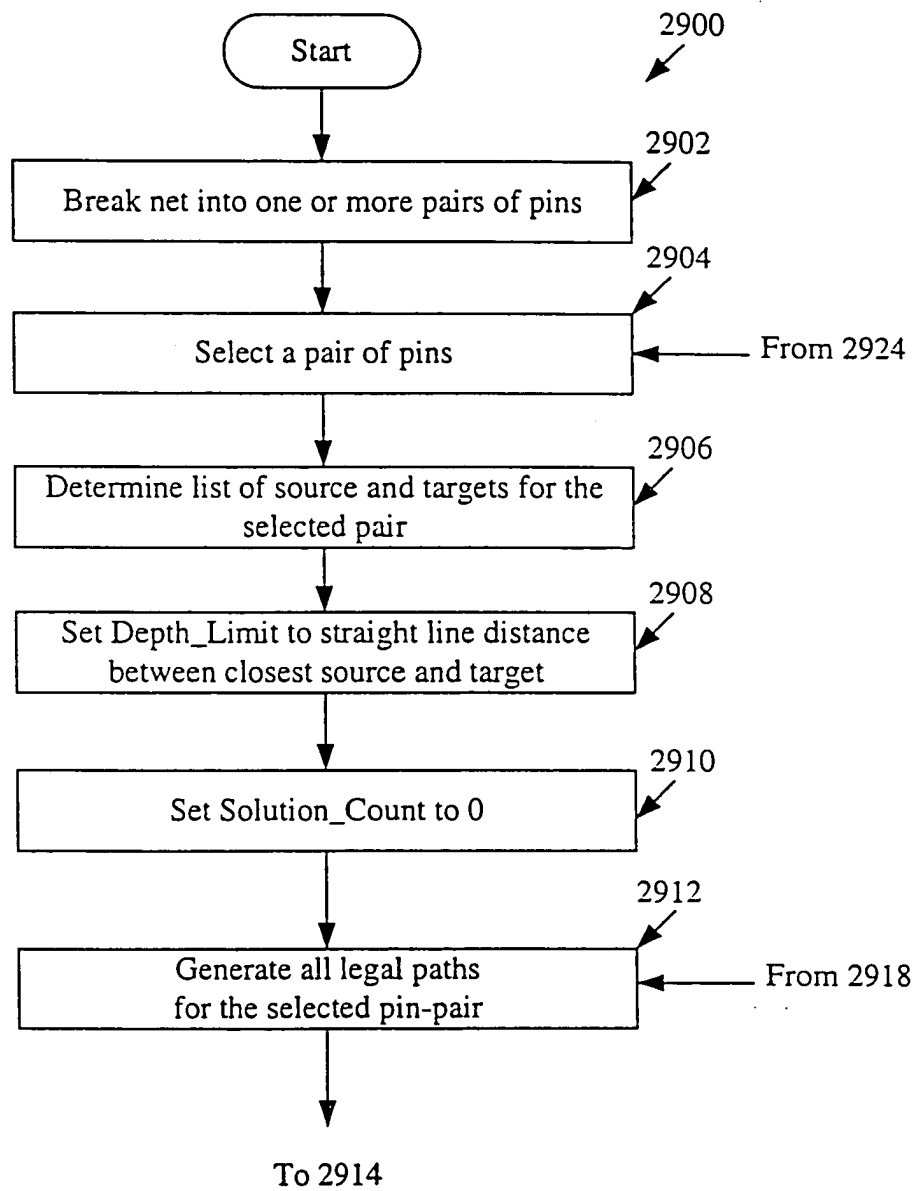 Start
2900
2902
Break net into one or more pairs of pins
2904
Select a pair of pins
From 2924
2906
Determine list of source and targets for the
selected pair
2908
Set Depth_Limit to straight line distance
between closest source and target
2910
Set Solution_Count to 0
2912
Generate all legal paths
for the selected pin-pair
From 2918
To 2914